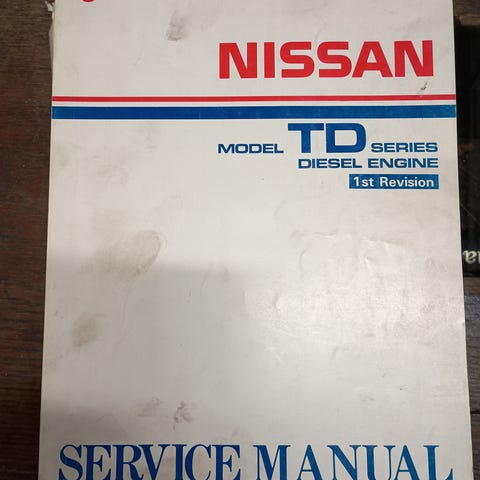 NISSAN
MODEL TD SERIES
DIESEL ENGINE
1st Revision
SERVICE MANUAL